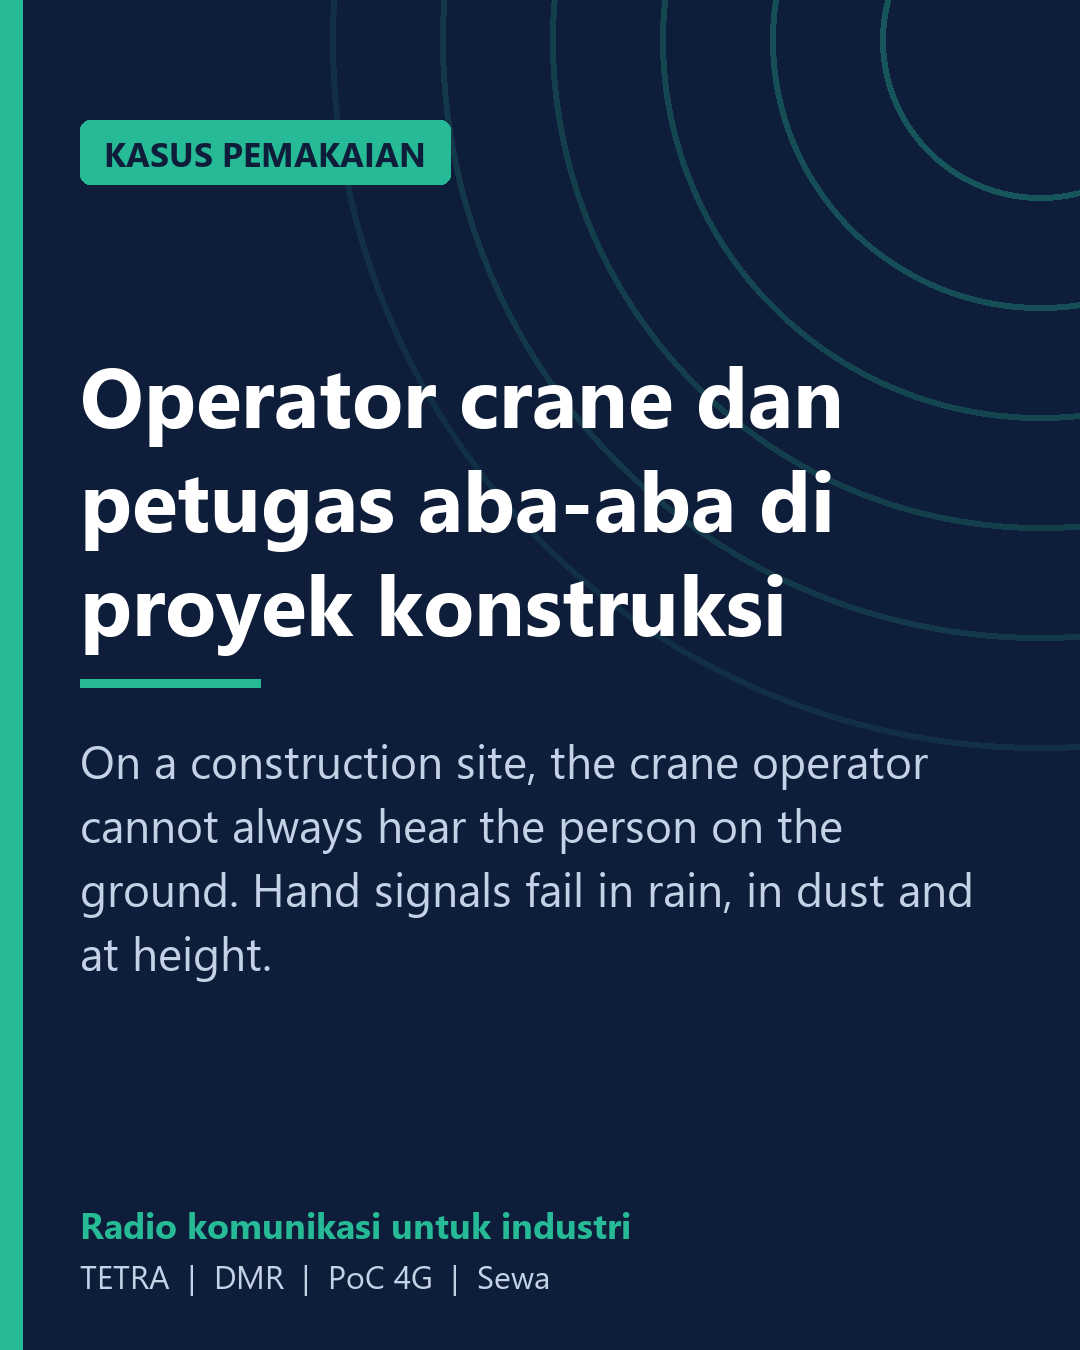 KASUS PEMAKAIAN
Operator crane dan
petugas aba-aba di
proyek konstruksi
On a construction site, the crane operator
cannot always hear the person on the
ground. Hand signals fail in rain, in dust and
at height.
Radio komunikasi untuk industri
TETRA | DMR | PoC 4G | Sewa